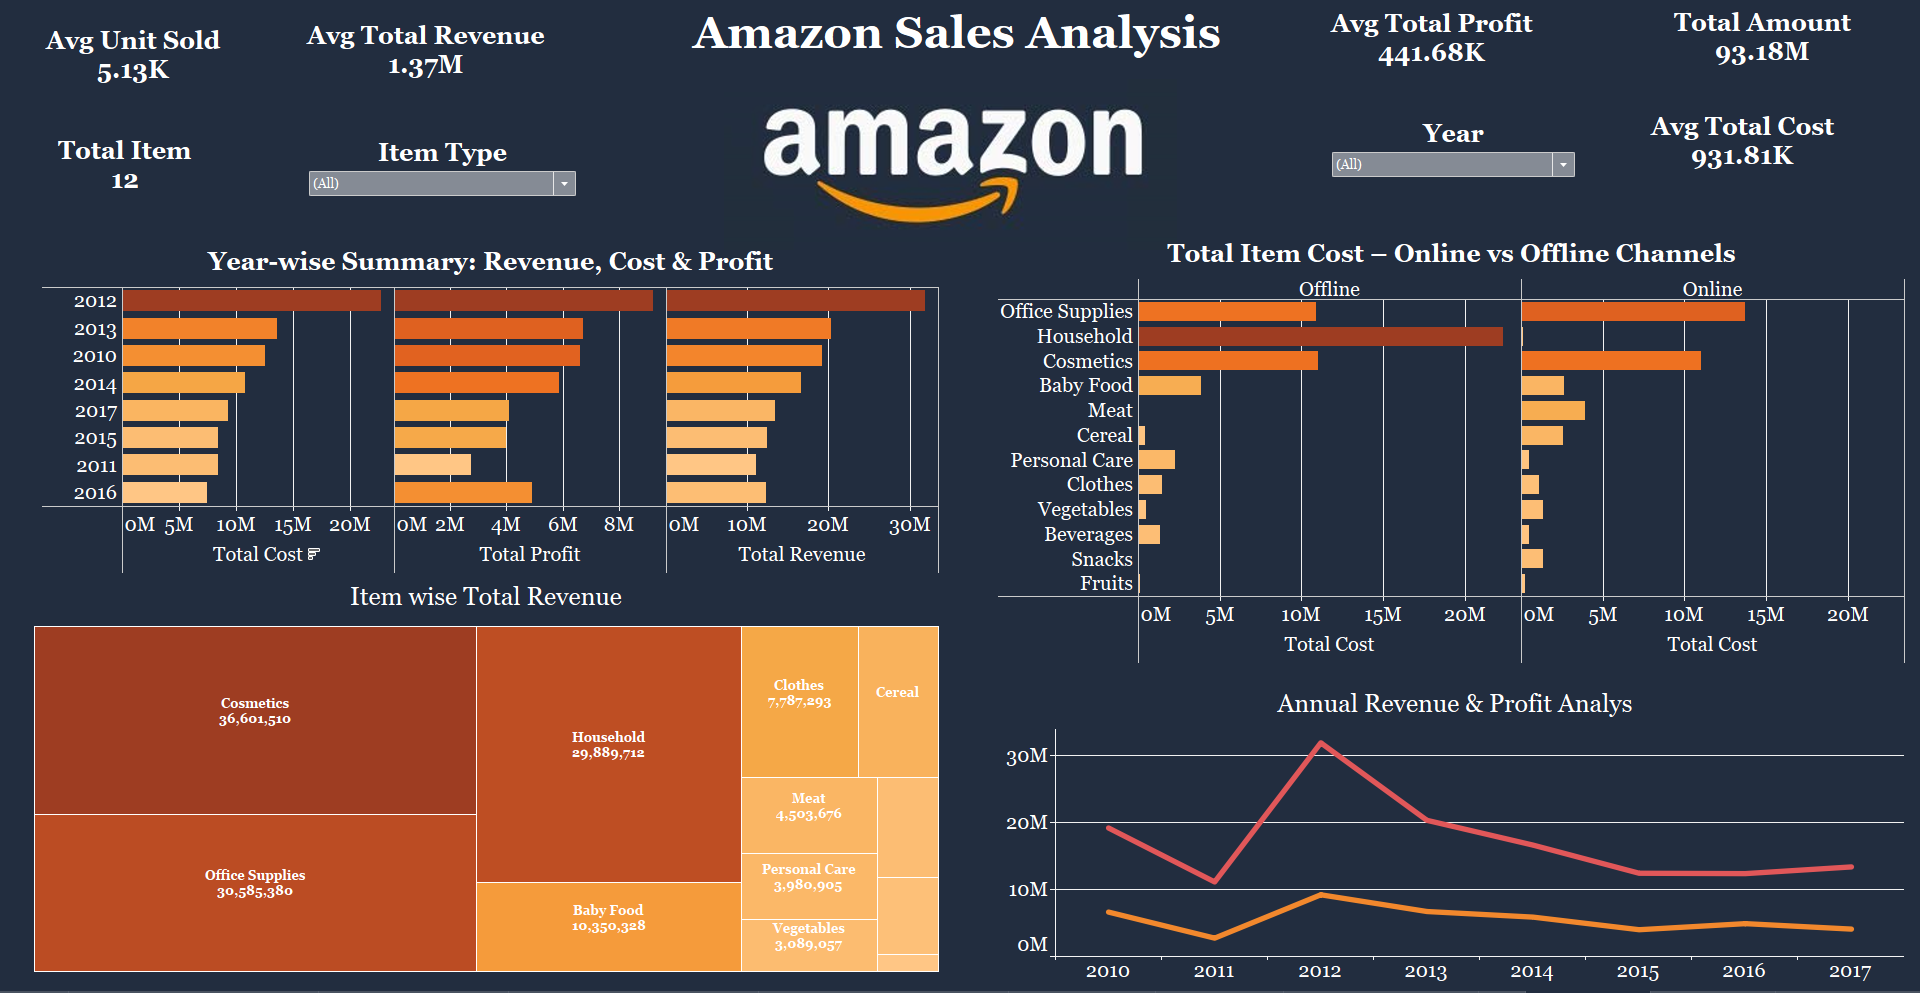 Amazon Sales Analysis
Avg Unit Sold
5.13K
Avg Total Revenue
1.37M
Avg Total Profit
441.68K
Total Amount
93.18M
Total Item
12
Item Type
(All)
amazon
Year
(All)
Avg Total Cost
931.81K
Year-wise Summary: Revenue, Cost & Profit
2012
2013
2010
2014
2017
2015
2011
2016
0M 5M 10M 15M 20M
0M 2M 4M 6M 8M
0M 10M 20M 30M
Total Cost
Total Profit
Total Revenue
Total Item Cost – Online vs Offline Channels
Offline
Online
Office Supplies
Household
Cosmetics
Baby Food
Meat
Cereal
Personal Care
Clothes
Vegetables
Beverages
Snacks
Fruits
0M 5M 10M 15M 20M
0M 5M 10M 15M 20M
Total Cost
Total Cost
Item wise Total Revenue
Cosmetics
36,601,510
Office Supplies
30,585,380
Household
29,889,712
Baby Food
10,350,328
Clothes
7,787,293
Cereal
Meat
4,503,676
Personal Care
3,980,905
Vegetables
3,089,057
Annual Revenue & Profit Analys
30M
20M
10M
0M
2010 2011 2012 2013 2014 2015 2016 2017